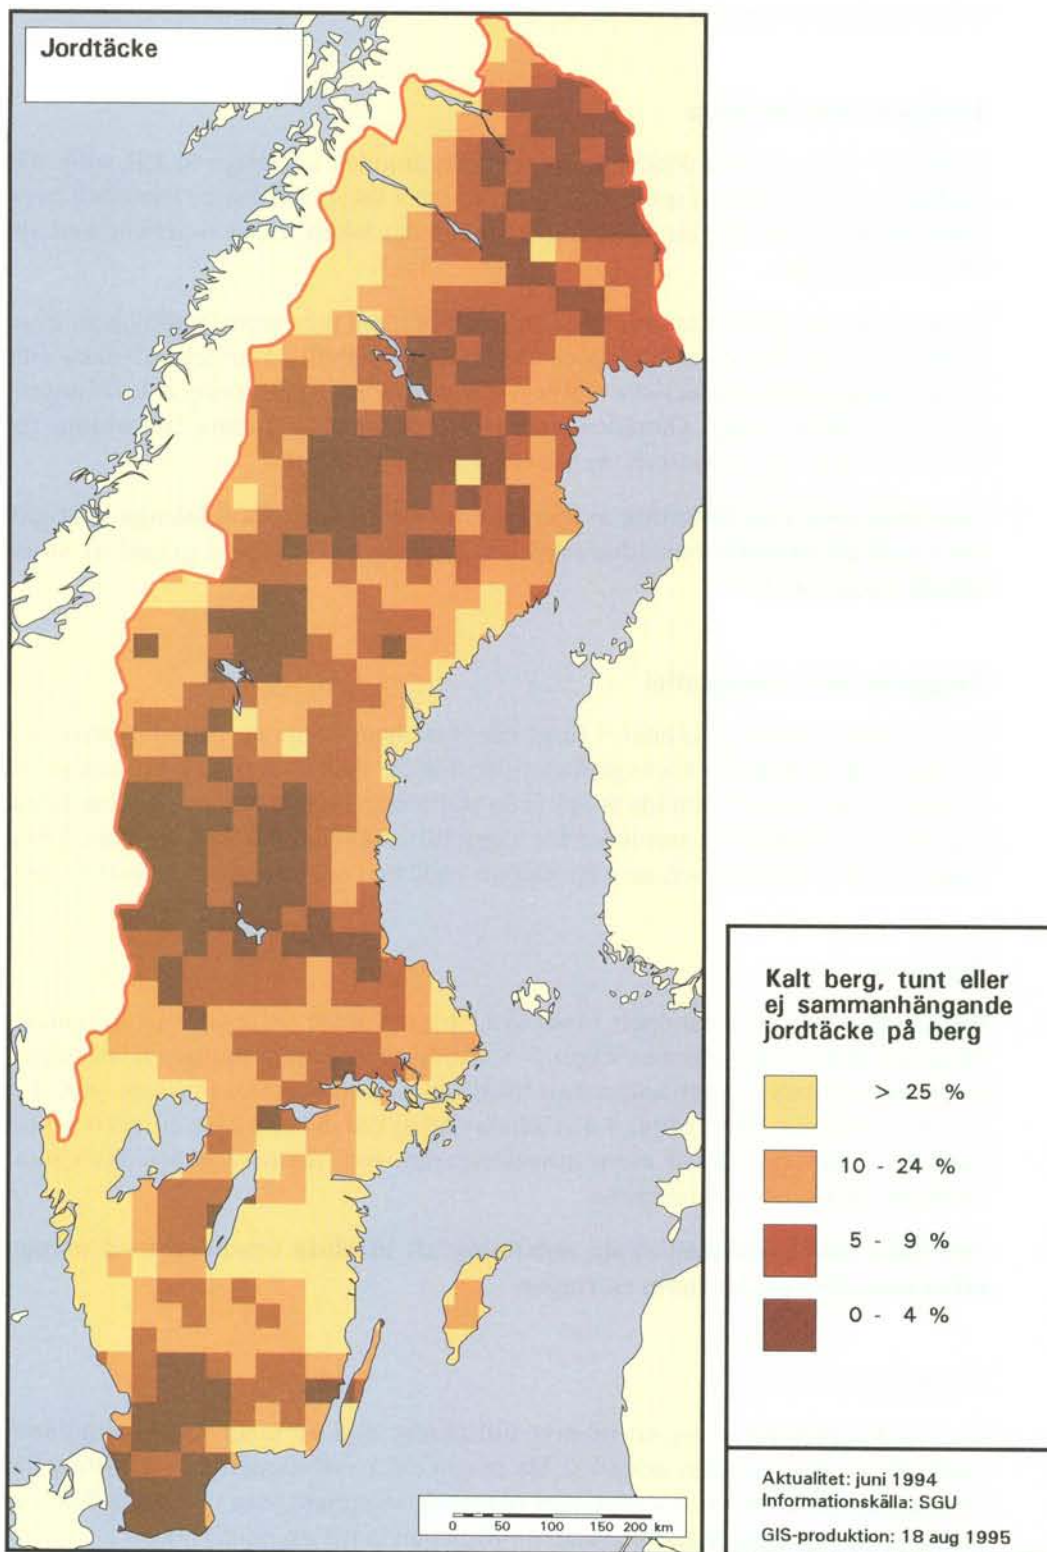 Jordtäcke
Kalt berg, tunt eller
ej sammanhängande
jordtäcke på berg
> 25 %
10 - 24 %
5 - 9 %
0 - 4 %
0 50 100 150 200 km
Aktualitet: juni 1994
Informationskälla: SGU
GIS-produktion: 18 aug 1995